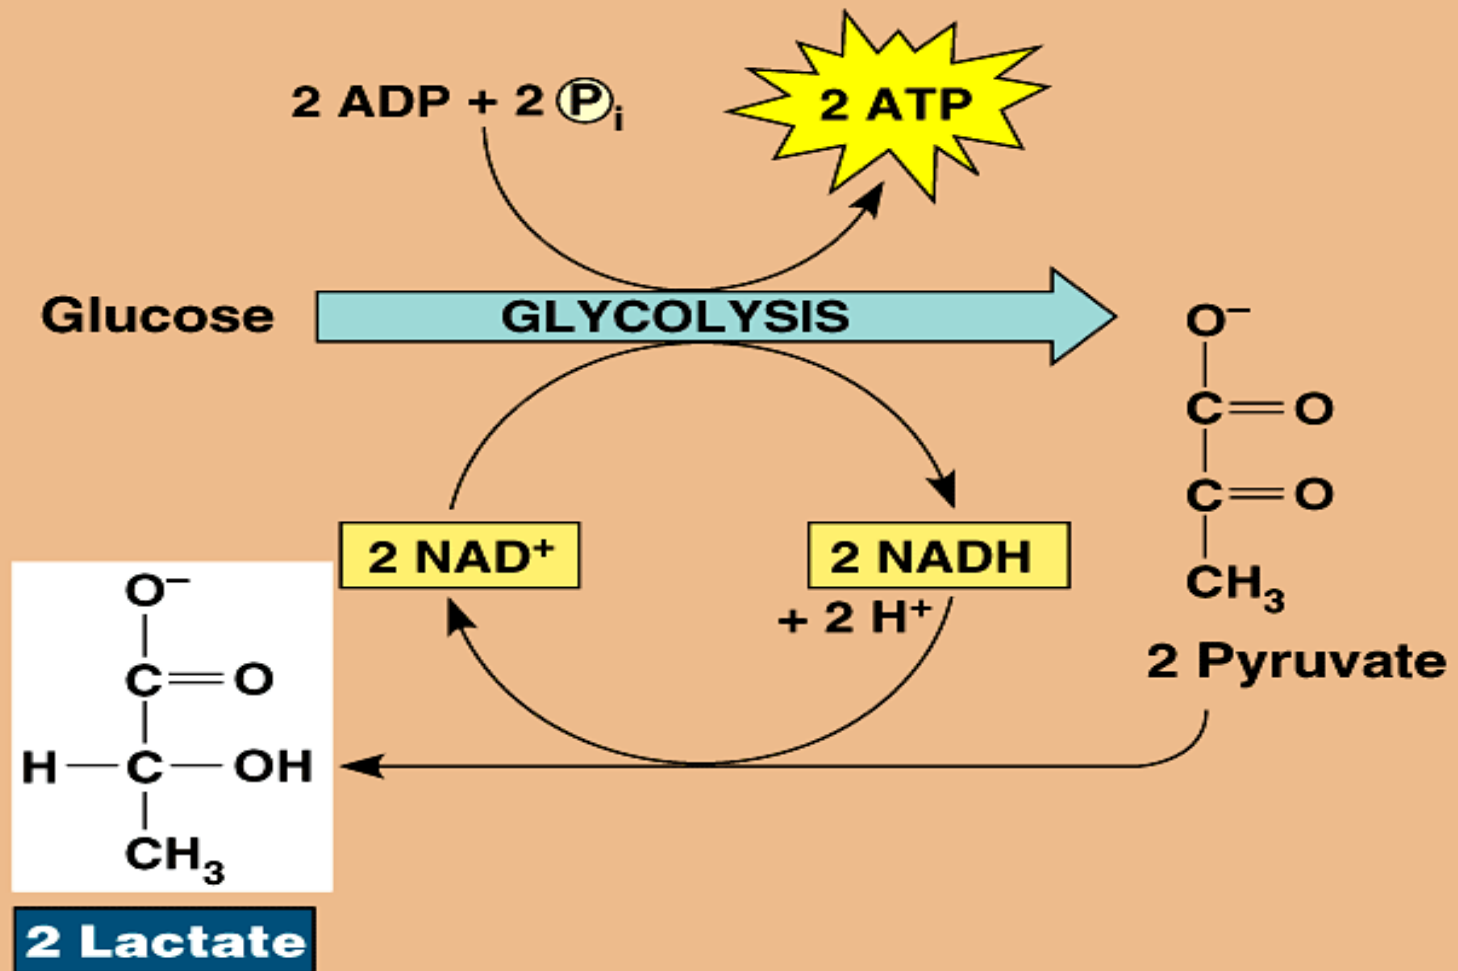 2 ADP + 2 Pᵢ
2 ATP
Glucose
GLYCOLYSIS
O⁻
C=O
C=O
CH₃
2 Pyruvate
2 NAD⁺
2 NADH
+ 2 H⁺
O⁻
C=O
H—C—OH
CH₃
2 Lactate